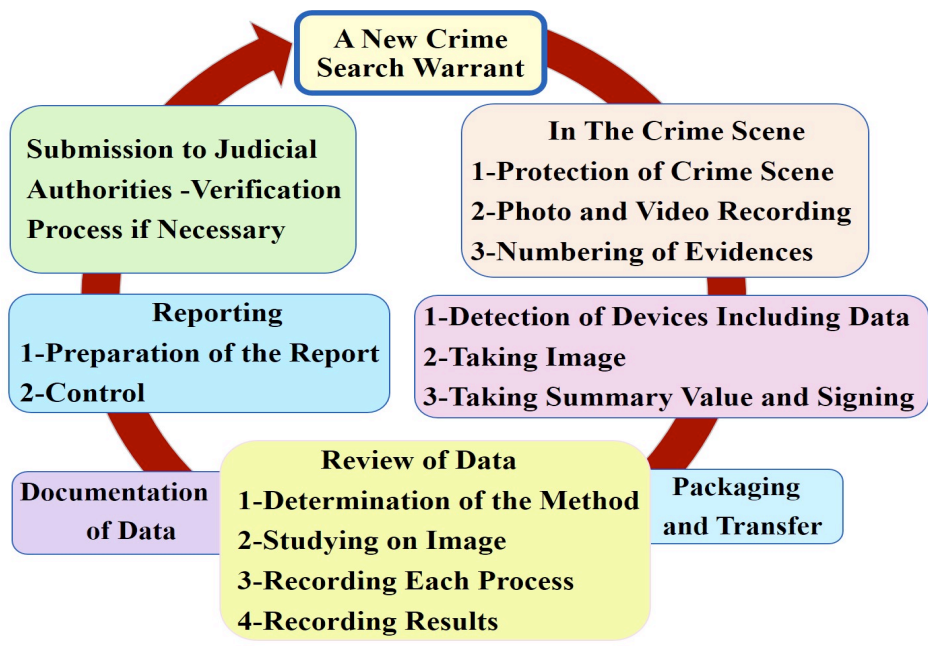 A New Crime
Search Warrant
In The Crime Scene
1-Protection of Crime Scene
2-Photo and Video Recording
3-Numbering of Evidences
1-Detection of Devices Including Data
2-Taking Image
3-Taking Summary Value and Signing
Packaging
and Transfer
Review of Data
1-Determination of the Method
2-Studying on Image
3-Recording Each Process
4-Recording Results
Documentation
of Data
Reporting
1-Preparation of the Report
2-Control
Submission to Judicial
Authorities -Verification
Process if Necessary